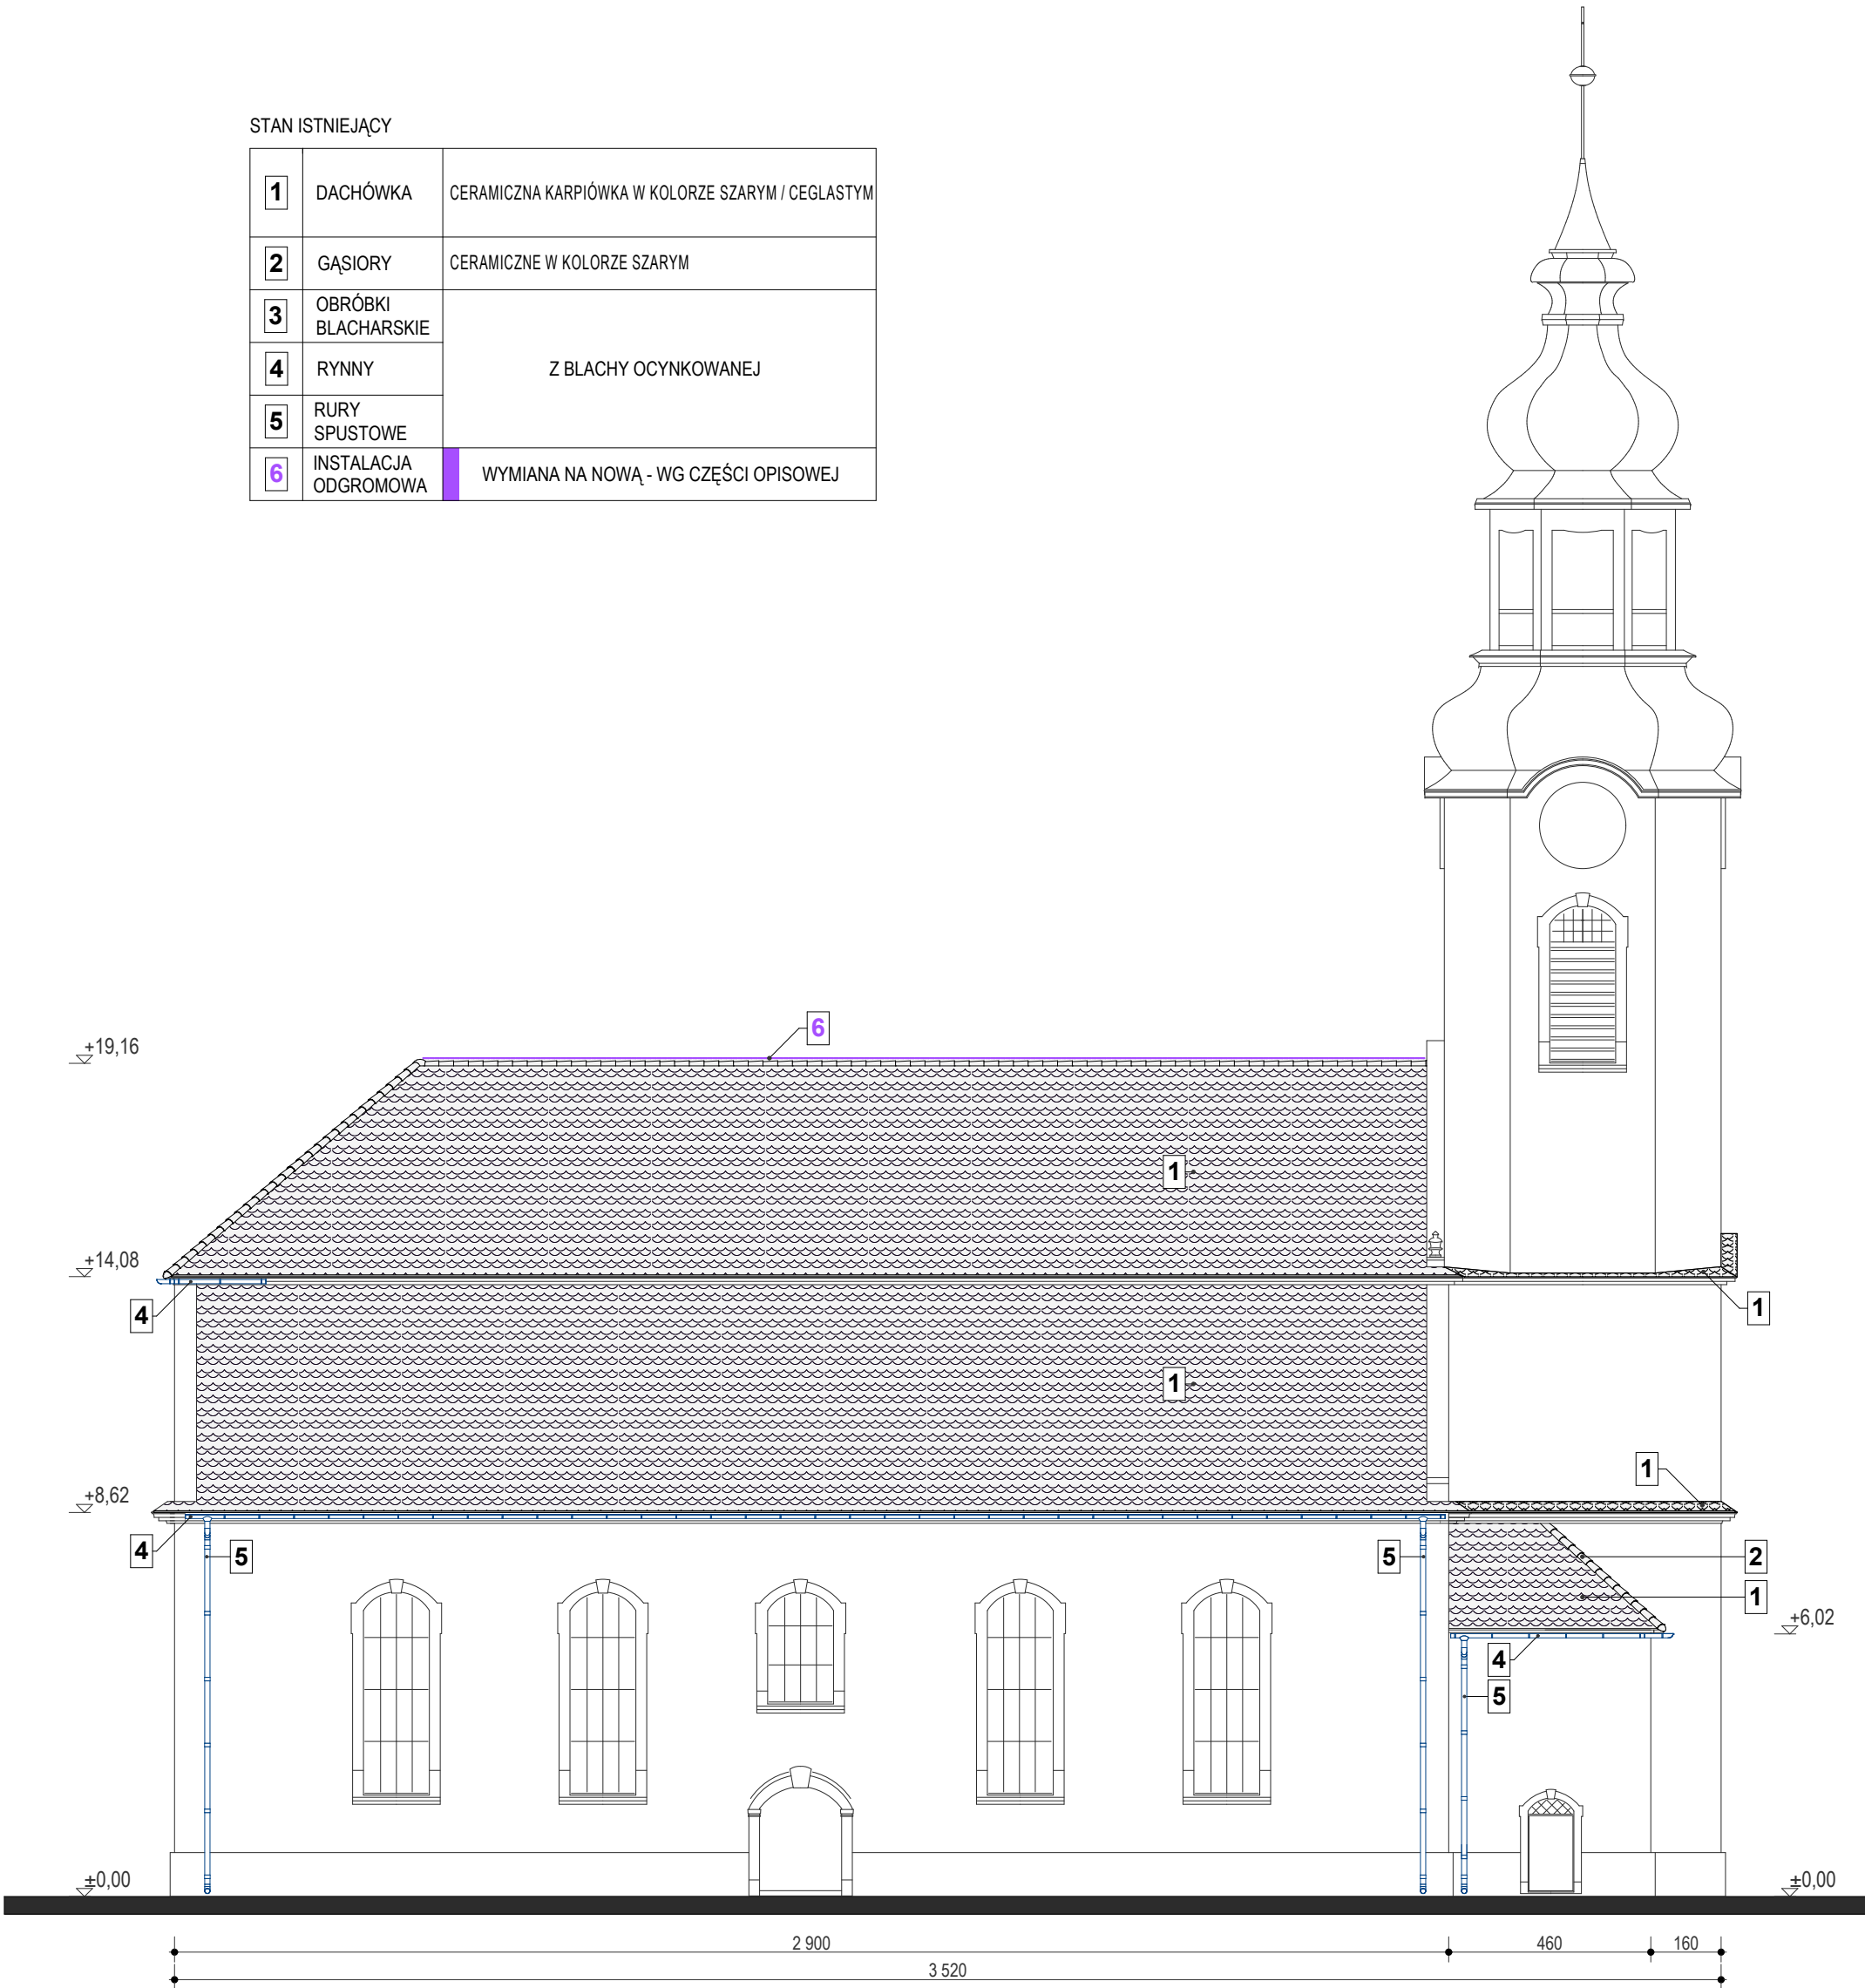 STAN ISTNIEJĄCY
1 DACHÓWKA CERAMICZNA KARPIÓWKA W KOLORZE SZARYM / CEGLASTYM
2 GĄSIORY CERAMICZNE W KOLORZE SZARYM
3 OBRÓBKI
BLACHARSKIE
4 RYNNY Z BLACHY OCYNKOWANEJ
5 RURY
SPUSTOWE
6 INSTALACJA
ODGROMOWA WYMIANA NA NOWĄ - WG CZĘŚCI OPISOWEJ
6
+19,16
1
+14,08
4
1
1
1
+8,62
4
5
5
2
1
+6,02
4
5
±0,00
±0,00
2 900
460
160
3 520